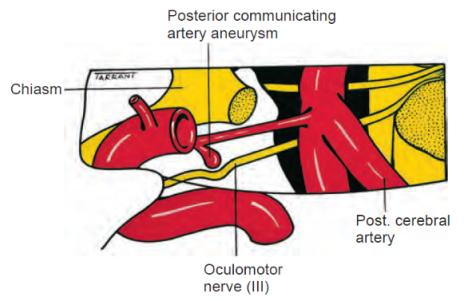 Posterior communicating
artery aneurysm
TARRANT
Chiasm
Post. cerebral
artery
Oculomotor
nerve (III)